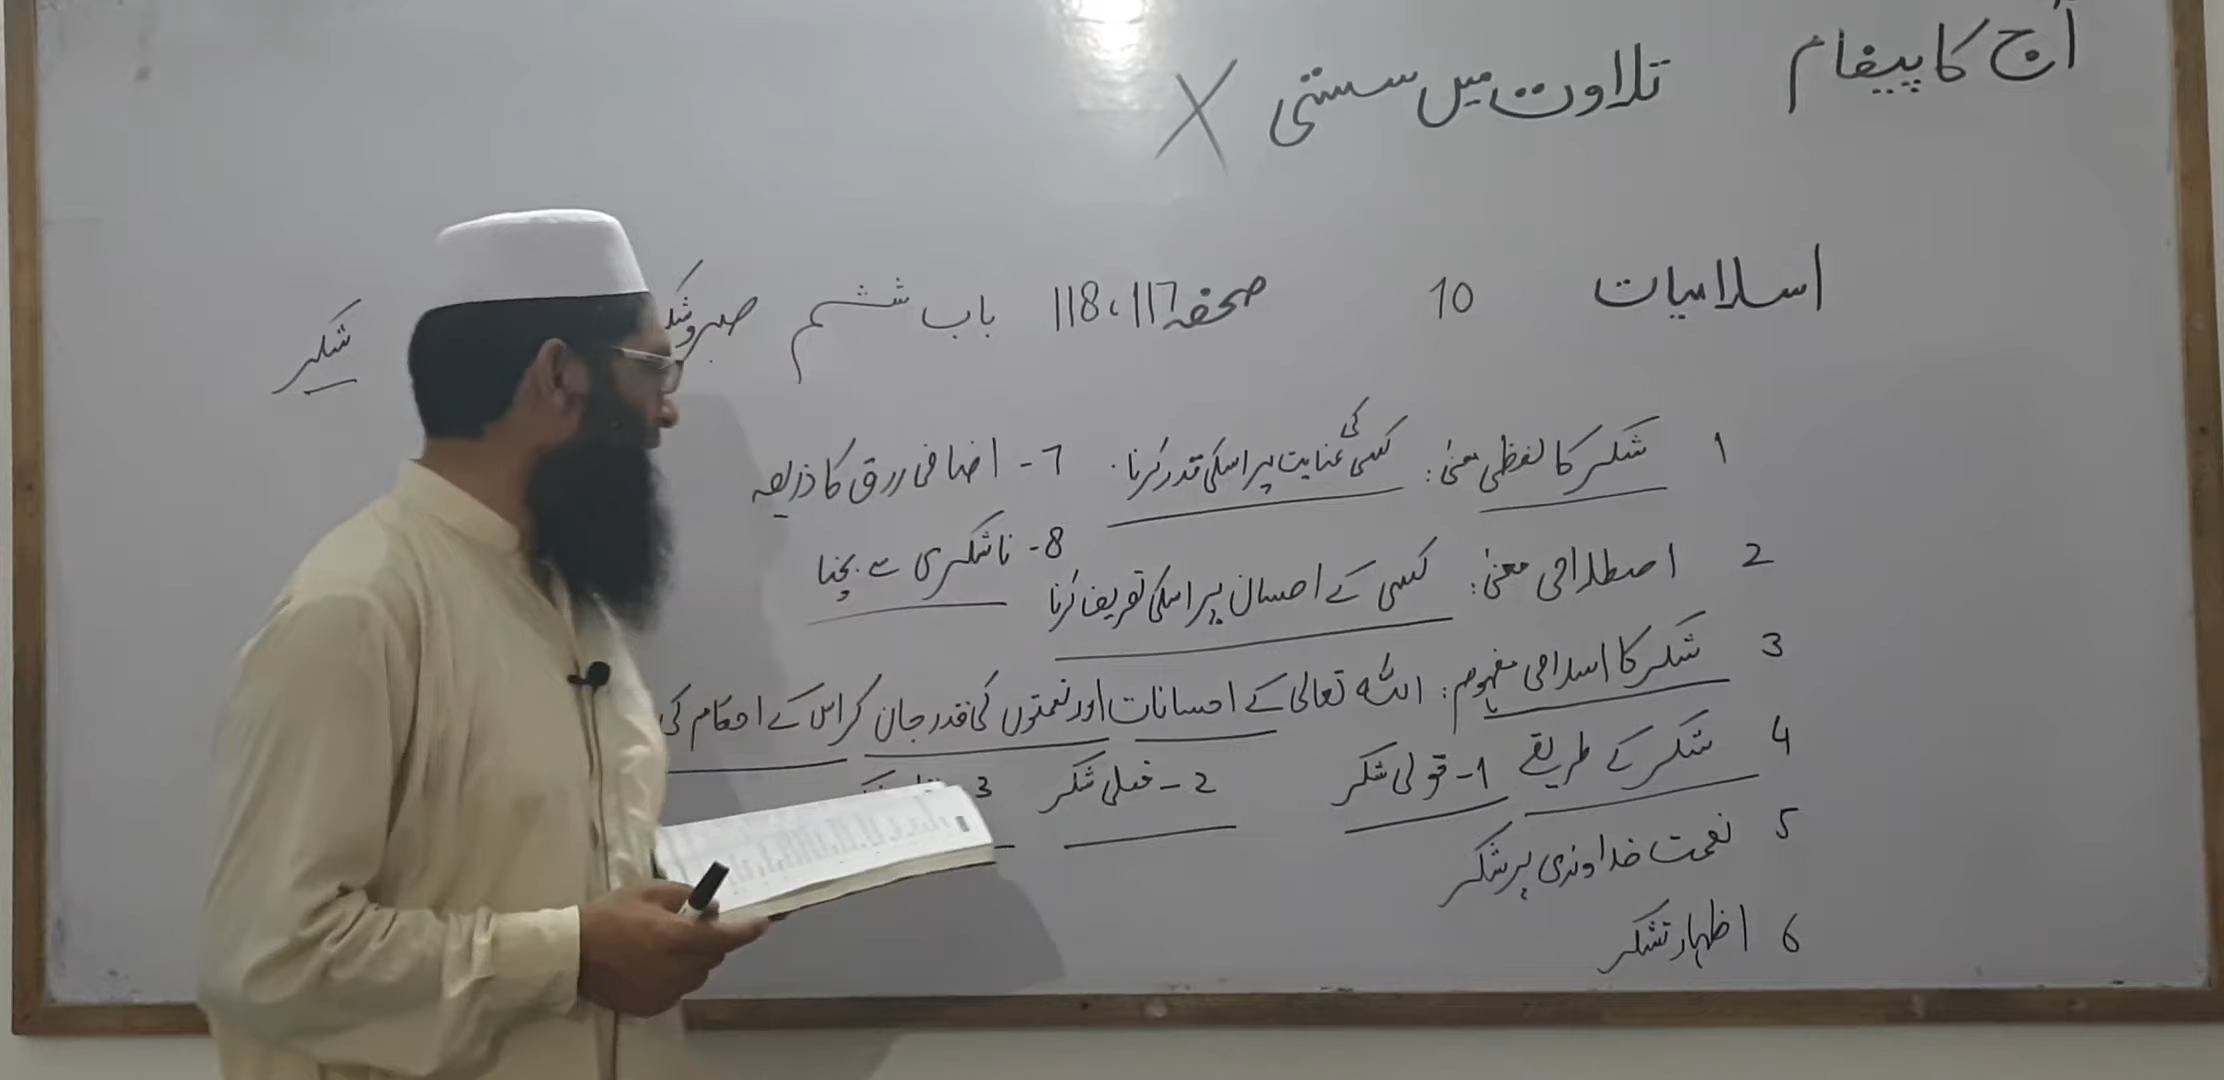 آج کا پیغام تلاوت میں سستی X
اسلامیات 10 صحفہ 117، 118 باب ششم صبر و شکر
1 شکر کا لفظی معنیٰ: کسی کی عنایت پر اسکی قدر کرنا۔ 7- اضافی رزق کا ذریعہ
8- ناشکری سے بچنا
2 اصطلاحی معنیٰ: کسی کے احسان پر اسکی تعریف کرنا
3 شکر کا اسلامی مفہوم: اللہ تعالیٰ کے احسانات اور نعمتوں کی قدر جان کر اس کے احکام کی
4 شکر کے طریقے 1- قولی شکر 2- فعلی شکر 3
5 نعمت خداوندی پر شکر
6 اظہار تشکر